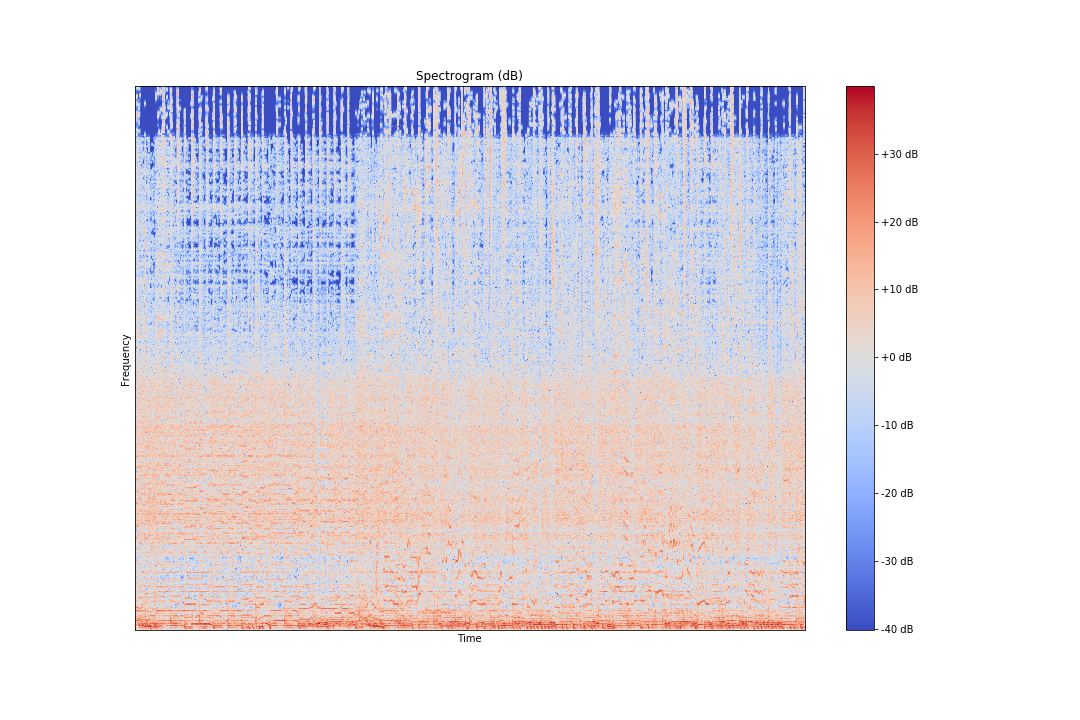 Spectrogram (dB)
Frequency
Time
+30 dB
+20 dB
+10 dB
+0 dB
-10 dB
-20 dB
-30 dB
-40 dB